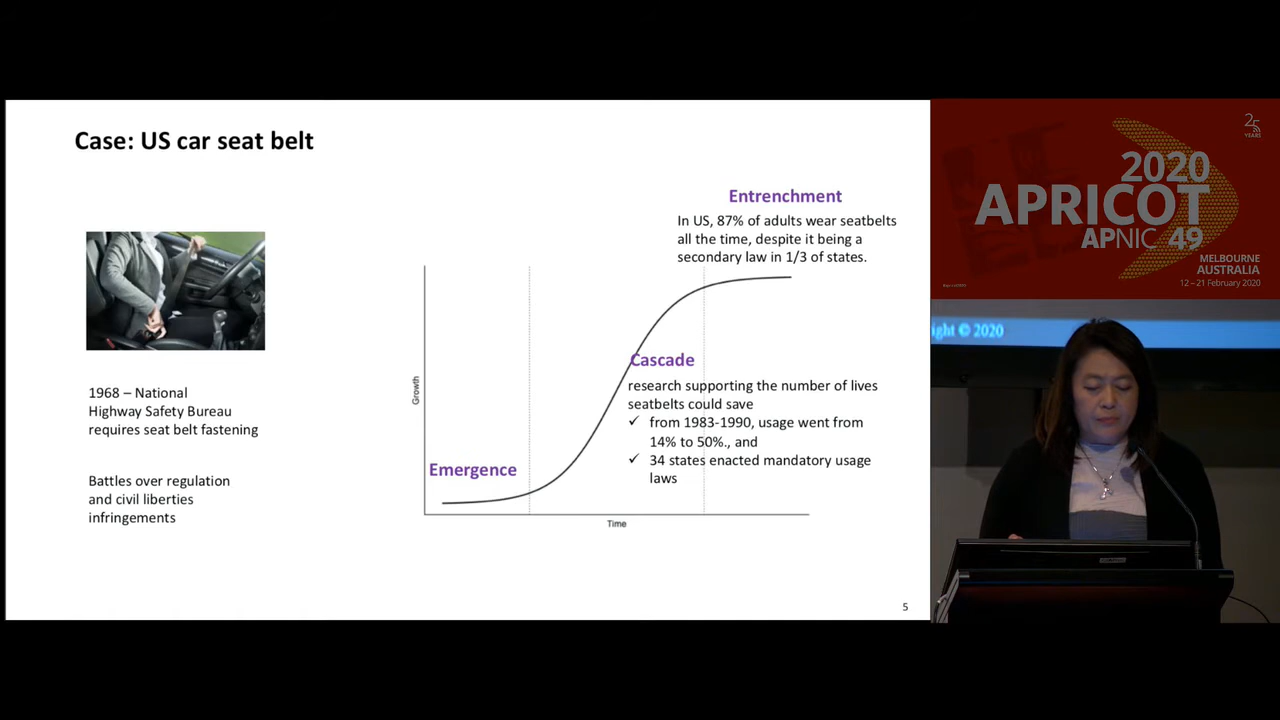 Case: US car seat belt
Entrenchment
In US, 87% of adults wear seatbelts
all the time, despite it being a
secondary law in 1/3 of states.
1968 – National
Highway Safety Bureau
requires seat belt fastening
Battles over regulation
and civil liberties
infringements
Growth
Cascade
research supporting the number of lives
seatbelts could save
✓ from 1983-1990, usage went from
14% to 50%., and
✓ 34 states enacted mandatory usage
laws
Emergence
Time
5
25
YEARS
2020
APRICOT
APNIC 49
MELBOURNE
AUSTRALIA
12 – 21 February 2020
ight © 2020